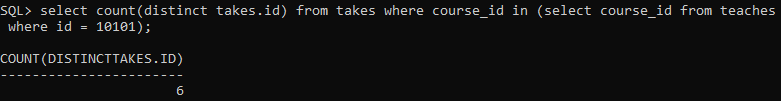 SQL> select count(distinct takes.id) from takes where course_id in (select course_id from teaches
 where id = 10101);
COUNT(DISTINCTTAKES.ID)
-----------------------
6